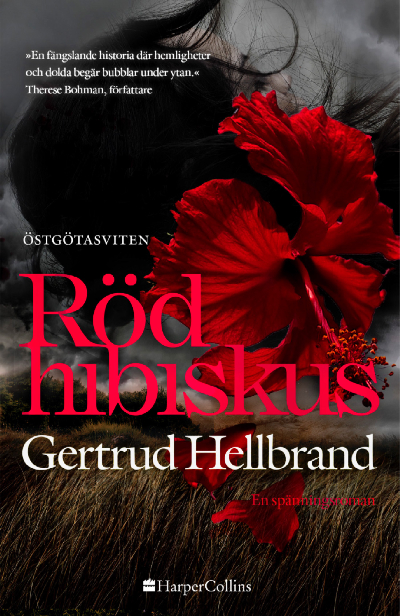 »En fängslande historia där hemligheter
och dolda begär bubblar under ytan.«
Therese Bohman, författare
ÖSTGÖTASVITEN
Röd
hibiskus
Gertrud Hellbrand
En spänningsroman
HarperCollins